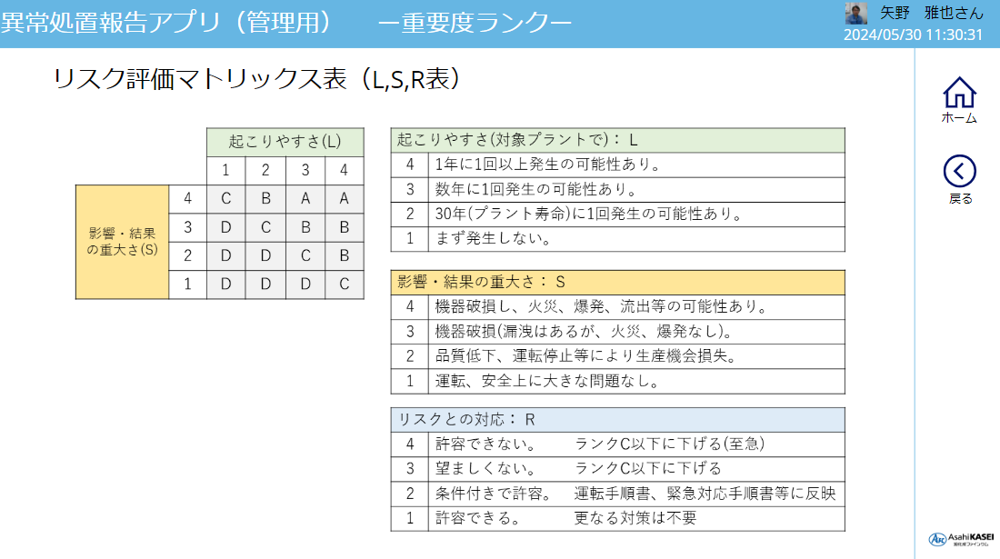 異常処置報告アプリ（管理用）　ー重要度ランクー
矢野　雅也さん
2024/05/30 11:30:31
リスク評価マトリックス表（L,S,R表）
ホーム
戻る
起こりやすさ(L)
1 2 3 4
影響・結果
の重大さ(S)
4 C B A A
3 D C B B
2 D D C B
1 D D D C
起こりやすさ(対象プラントで)： L
4 1年に1回以上発生の可能性あり。
3 数年に1回発生の可能性あり。
2 30年(プラント寿命)に1回発生の可能性あり。
1 まず発生しない。
影響・結果の重大さ： S
4 機器破損し、火災、爆発、流出等の可能性あり。
3 機器破損(漏洩はあるが、火災、爆発なし)。
2 品質低下、運転停止等により生産機会損失。
1 運転、安全上に大きな問題なし。
リスクとの対応： R
4 許容できない。 ランクC以下に下げる(至急)
3 望ましくない。 ランクC以下に下げる
2 条件付きで許容。 運転手順書、緊急対応手順書等に反映
1 許容できる。 更なる対策は不要
AsahiKASEI